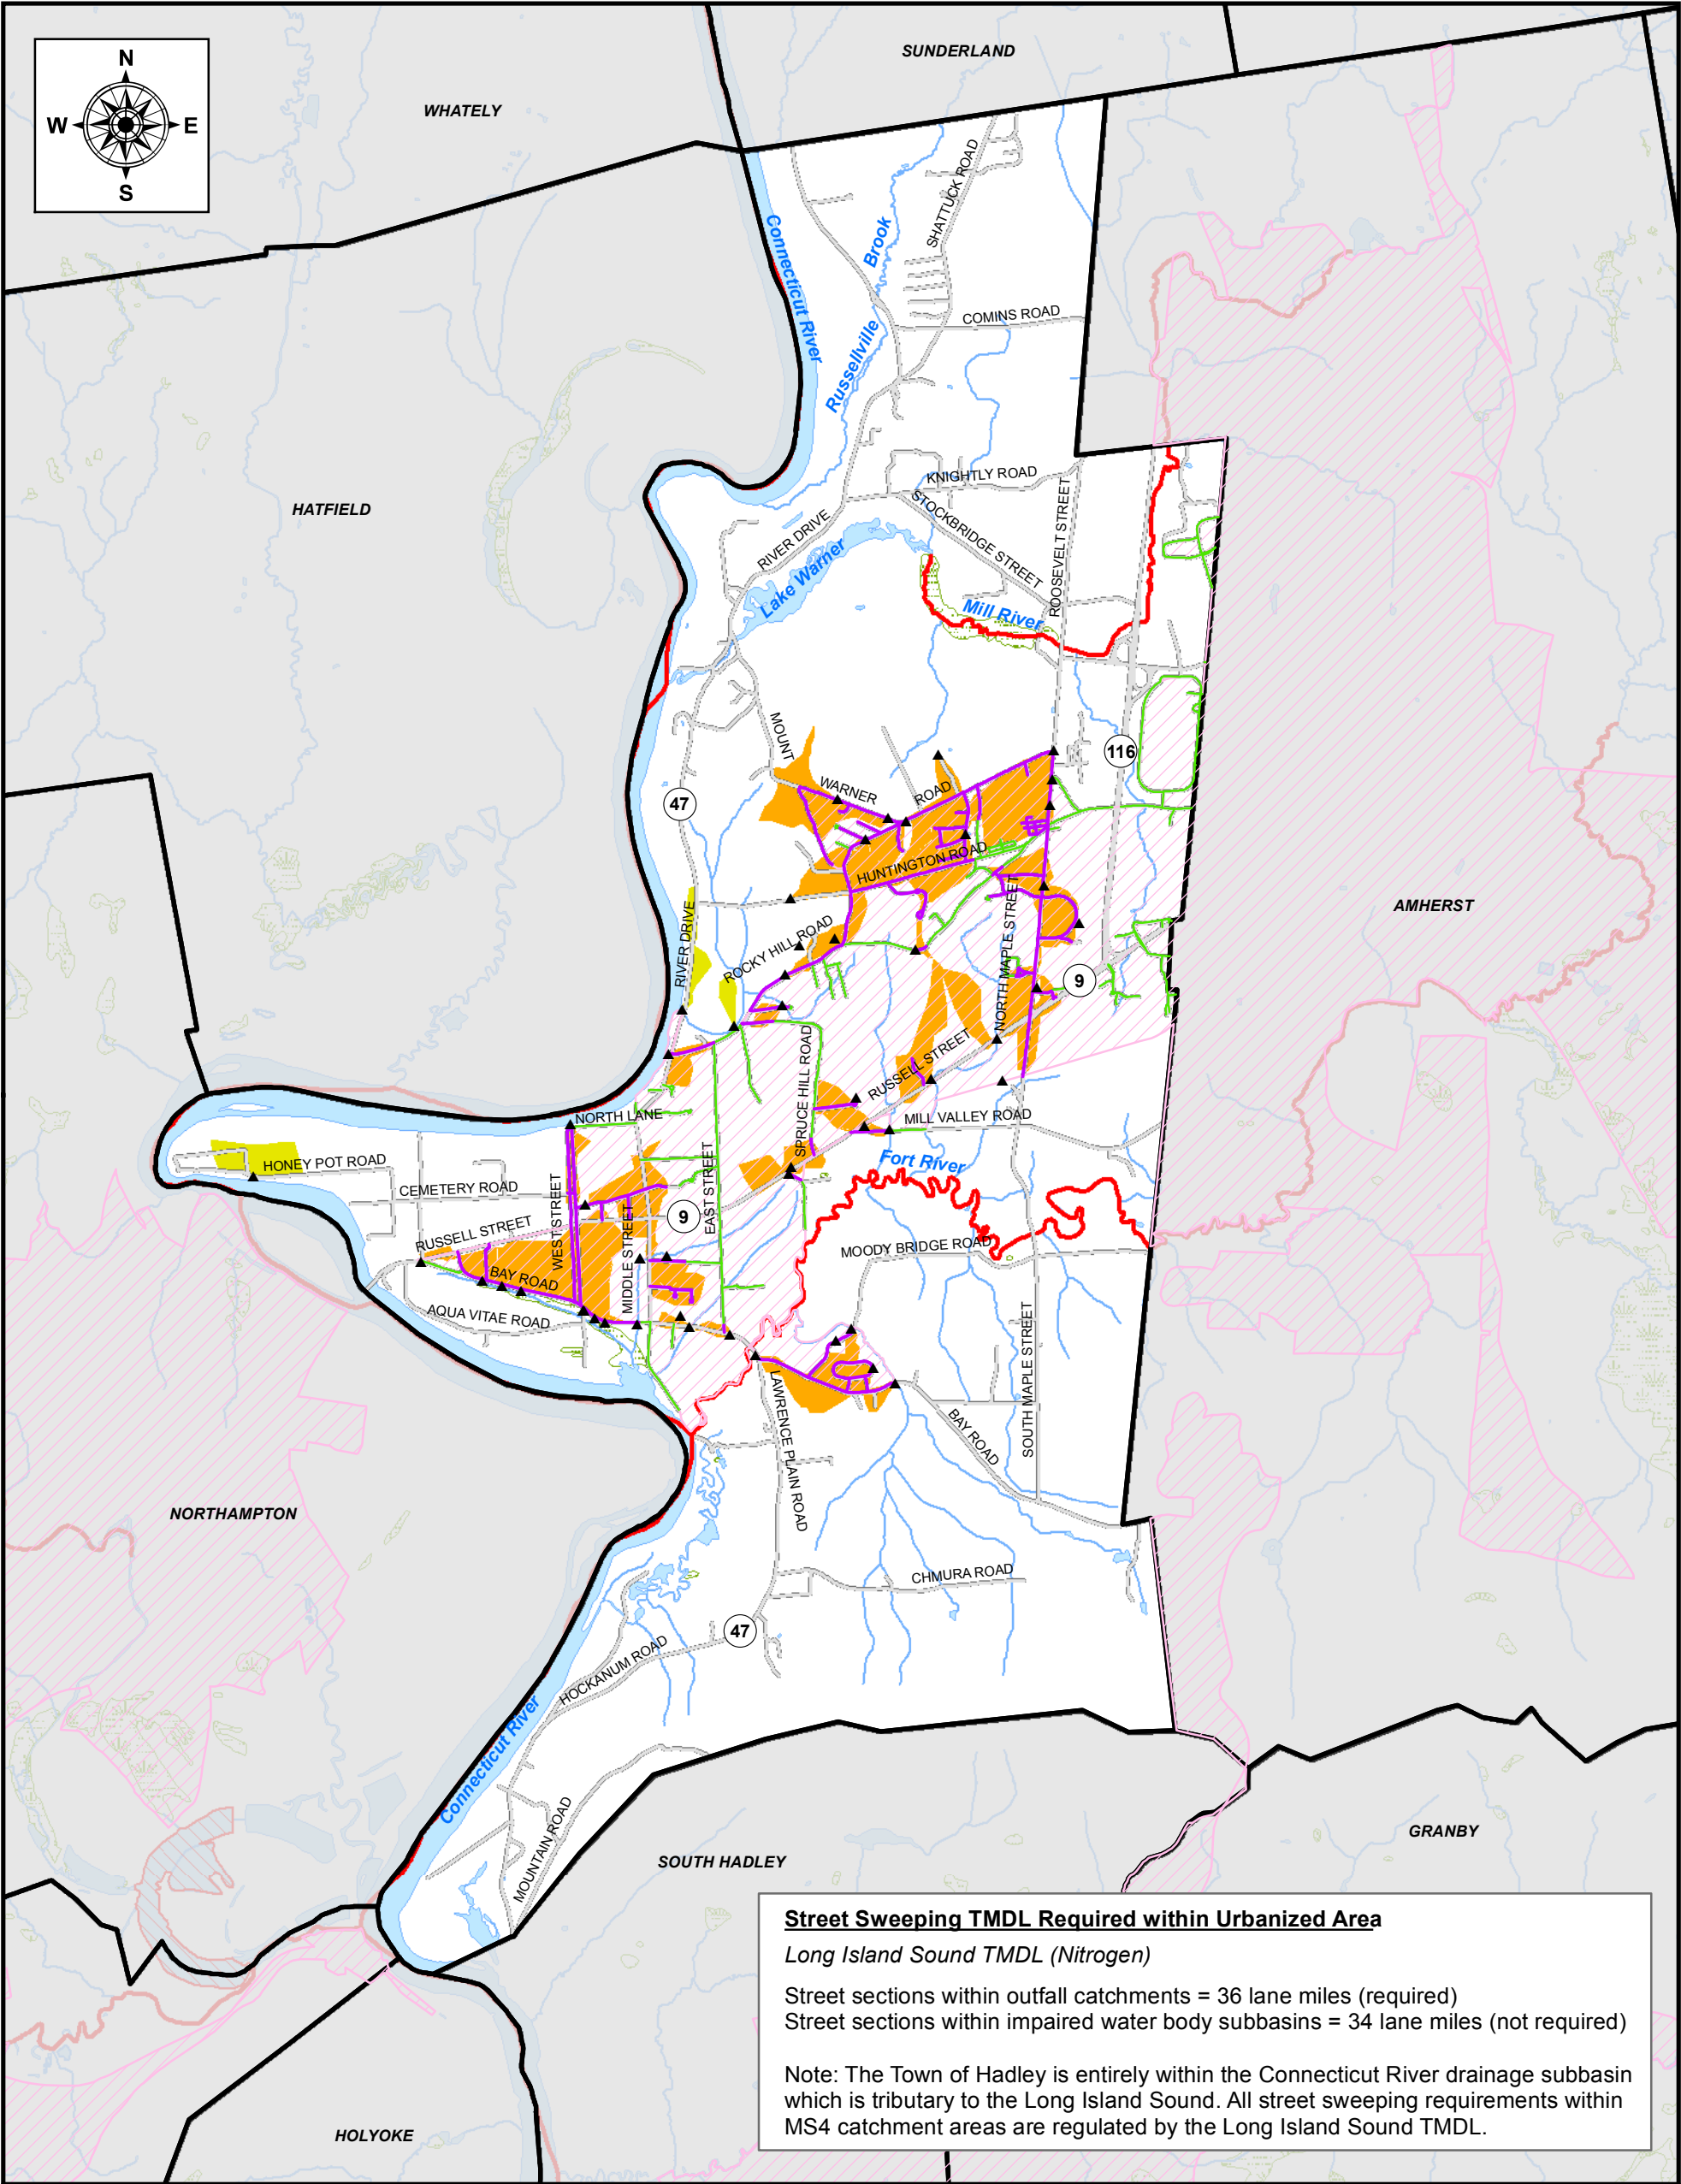 N
W
E
S
SUNDERLAND
WHATELY
SHATTUCK ROAD
Connecticut River
Brook
Russellville
COMINS ROAD
HATFIELD
KNIGHTLY ROAD
STOCKBRIDGE STREET
ROOSEVELT STREET
RIVER DRIVE
Lake Warner
Mill River
MOUNT
WARNER
ROAD
116
47
HUNTINGTON ROAD
AMHERST
NORTH MAPLE STREET
RIVER DRIVE
ROCKY HILL ROAD
9
RUSSELL STREET
SPRUCE HILL ROAD
NORTH LANE
MILL VALLEY ROAD
HONEY POT ROAD
Fort River
CEMETERY ROAD
WEST STREET
EAST STREET
9
MIDDLE STREET
RUSSELL STREET
MOODY BRIDGE ROAD
BAY ROAD
AQUA VITAE ROAD
SOUTH MAPLE STREET
LAWRENCE PLAIN ROAD
BAY ROAD
NORTHAMPTON
CHMURA ROAD
47
HOCKANUM ROAD
Connecticut River
MOUNTAIN ROAD
GRANBY
SOUTH HADLEY
HOLYOKE
Street Sweeping TMDL Required within Urbanized Area
Long Island Sound TMDL (Nitrogen)
Street sections within outfall catchments = 36 lane miles (required)
Street sections within impaired water body subbasins = 34 lane miles (not required)
Note: The Town of Hadley is entirely within the Connecticut River drainage subbasin
which is tributary to the Long Island Sound. All street sweeping requirements within
MS4 catchment areas are regulated by the Long Island Sound TMDL.